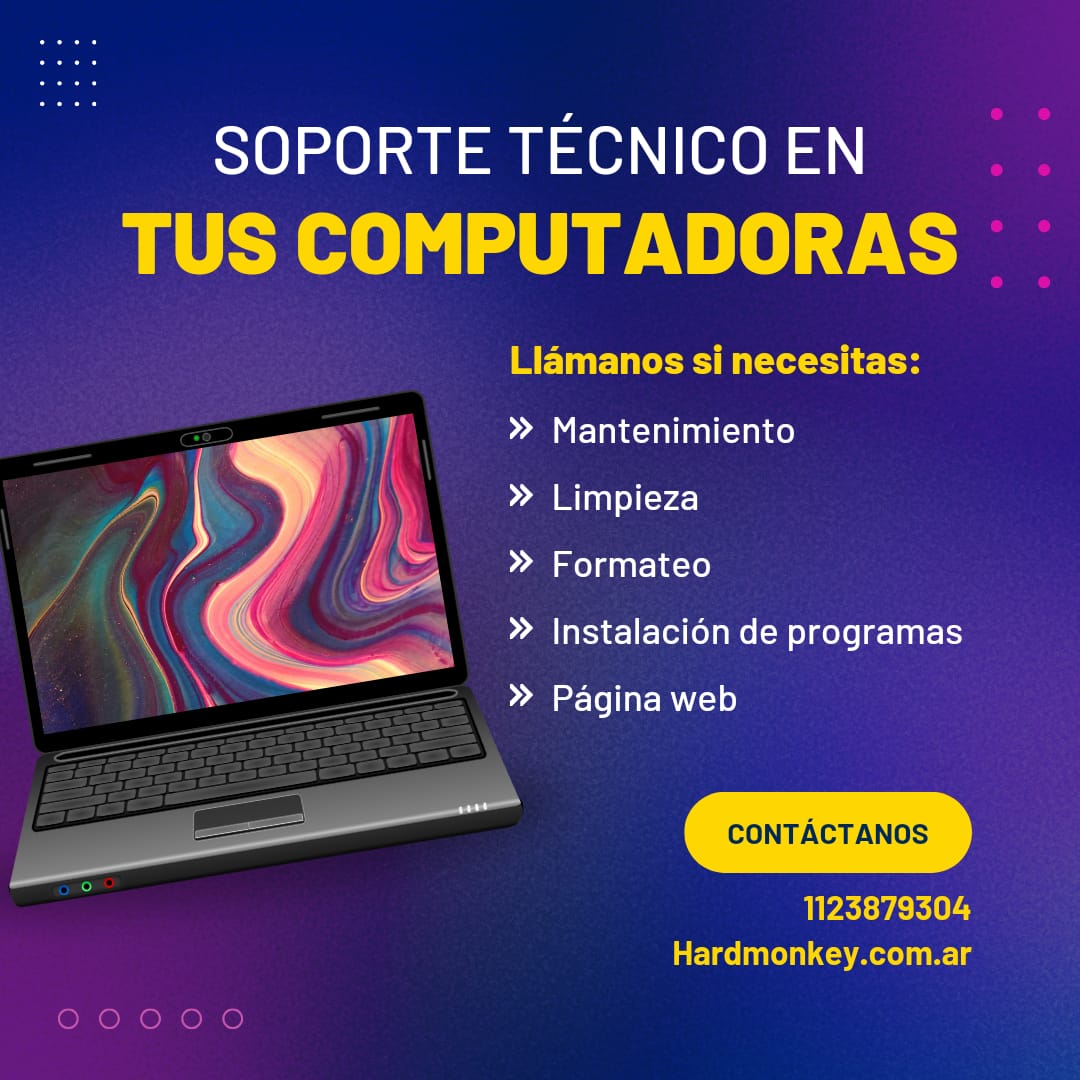 SOPORTE TÉCNICO EN
TUS COMPUTADORAS
Llámanos si necesitas:
Mantenimiento
Limpieza
Formateo
Instalación de programas
Página web
CONTÁCTANOS
1123879304
Hardmonkey.com.ar